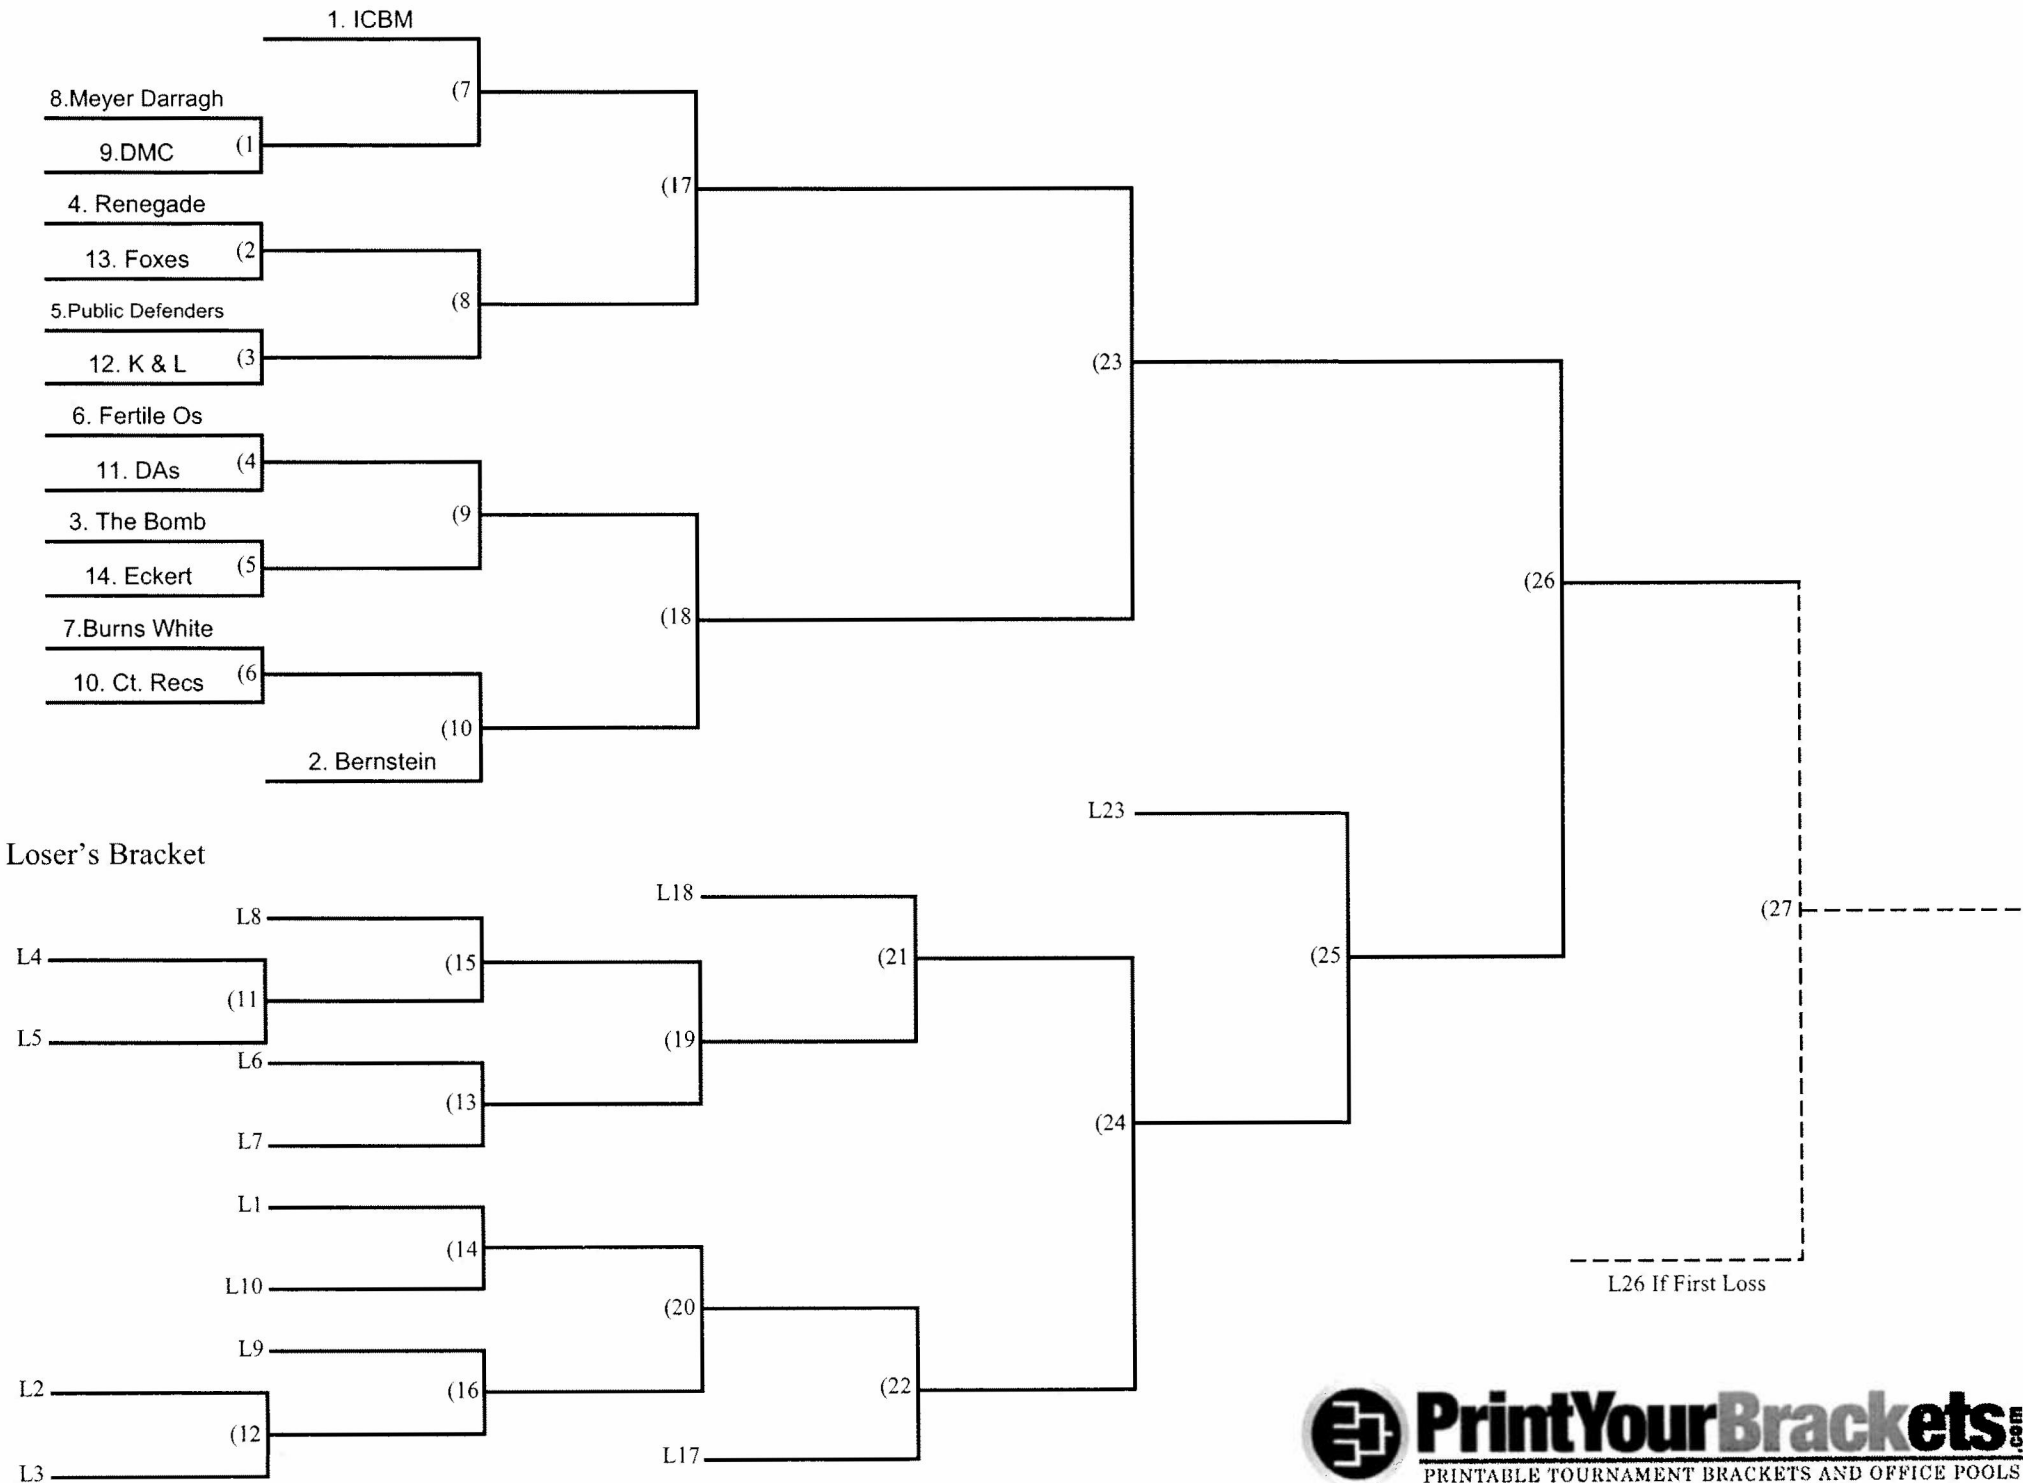 1. ICBM
(7
8.Meyer Darragh
(1
9.DMC
(17
4. Renegade
(2
13. Foxes
5.Public Defenders
(8
12. K & L
(3
(23
6. Fertile Os
(4
11. DAs
3. The Bomb
(9
(5
14. Eckert
(26
7.Burns White
(18
(6
10. Ct. Recs
(10
2. Bernstein
L23
Loser's Bracket
L18
L8
(27
L4
(15
(21
(25
(11
L5
(19
L6
(13
(24
L7
L1
(14
L10
L26 If First Loss
(20
L9
L2
(16
(22
(12
L17
L3
PrintYourBrackets.com
PRINTABLE TOURNAMENT BRACKETS AND OFFICE POOLS